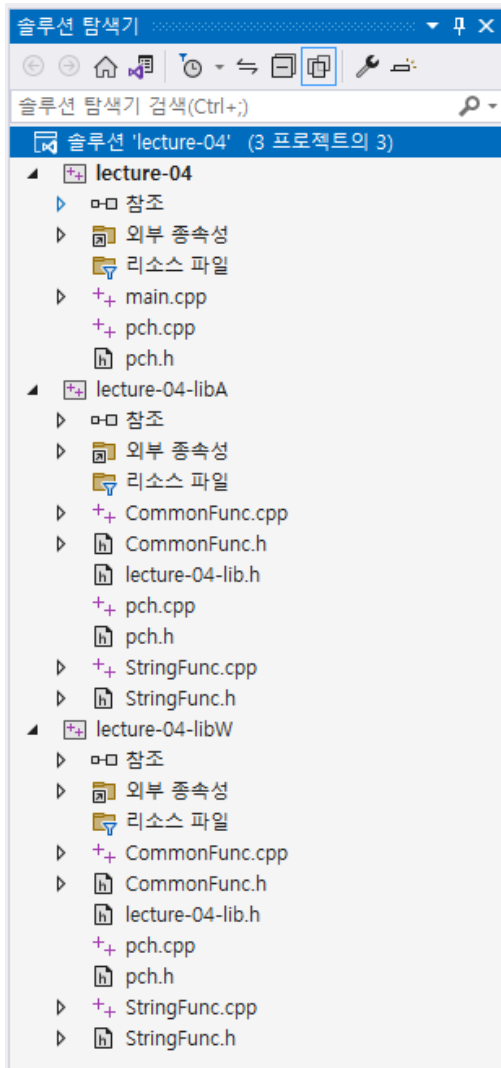 솔루션 탐색기
솔루션 탐색기 검색(Ctrl+;)
솔루션 'lecture-04' (3 프로젝트의 3)
lecture-04
참조
외부 종속성
리소스 파일
main.cpp
pch.cpp
pch.h
lecture-04-libA
참조
외부 종속성
리소스 파일
CommonFunc.cpp
CommonFunc.h
lecture-04-lib.h
pch.cpp
pch.h
StringFunc.cpp
StringFunc.h
lecture-04-libW
참조
외부 종속성
리소스 파일
CommonFunc.cpp
CommonFunc.h
lecture-04-lib.h
pch.cpp
pch.h
StringFunc.cpp
StringFunc.h